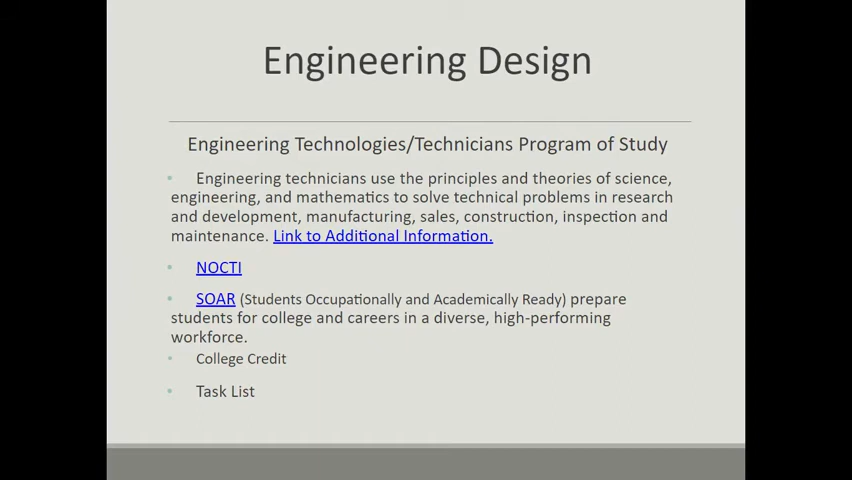 Engineering Design
Engineering Technologies/Technicians Program of Study
• Engineering technicians use the principles and theories of science,
engineering, and mathematics to solve technical problems in research
and development, manufacturing, sales, construction, inspection and
maintenance. Link to Additional Information.
• NOCTI
• SOAR (Students Occupationally and Academically Ready) prepare
students for college and careers in a diverse, high-performing
workforce.
• College Credit
• Task List